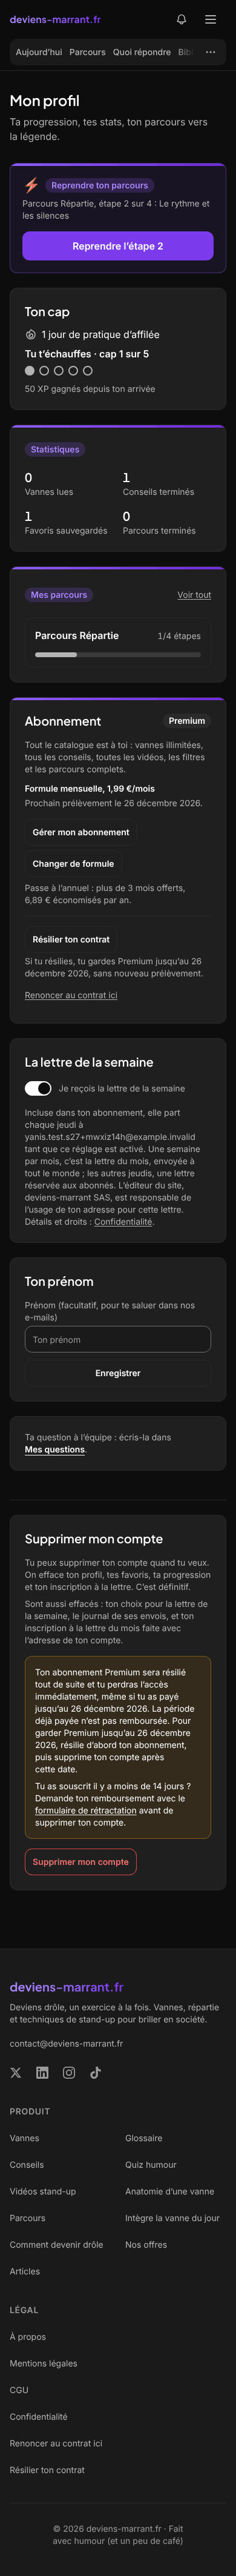 deviens-marrant.fr
Aujourd'hui Parcours Quoi répondre Bib
Mon profil
Ta progression, tes stats, ton parcours vers
la légende.
Reprendre ton parcours
Parcours Répartie, étape 2 sur 4 : Le rythme et
les silences
Reprendre l'étape 2
Ton cap
1 jour de pratique d'affilée
Tu t'échauffes · cap 1 sur 5
50 XP gagnés depuis ton arrivée
Statistiques
0 1
Vannes lues Conseils terminés
1 0
Favoris sauvegardés Parcours terminés
Mes parcours Voir tout
Parcours Répartie 1/4 étapes
Abonnement Premium
Tout le catalogue est à toi : vannes illimitées,
tous les conseils, toutes les vidéos, les filtres
et les parcours complets.
Formule mensuelle, 1,99 €/mois
Prochain prélèvement le 26 décembre 2026.
Gérer mon abonnement
Changer de formule
Passe à l'annuel : plus de 3 mois offerts,
6,89 € économisés par an.
Résilier ton contrat
Si tu résilies, tu gardes Premium jusqu'au 26
décembre 2026, sans nouveau prélèvement.
Renoncer au contrat ici
La lettre de la semaine
Je reçois la lettre de la semaine
Incluse dans ton abonnement, elle part
chaque jeudi à
yanis.test.s27+mwxiz14h@example.invalid
tant que ce réglage est activé. Une semaine
par mois, c'est la lettre du mois, envoyée à
tout le monde ; les autres jeudis, une lettre
réservée aux abonnés. L'éditeur du site,
deviens-marrant SAS, est responsable de
l'usage de ton adresse pour cette lettre.
Détails et droits : Confidentialité.
Ton prénom
Prénom (facultatif, pour te saluer dans nos
e-mails)
Ton prénom
Enregistrer
Ta question à l'équipe : écris-la dans
Mes questions.
Supprimer mon compte
Tu peux supprimer ton compte quand tu veux.
On efface ton profil, tes favoris, ta progression
et ton inscription à la lettre. C'est définitif.
Sont aussi effacés : ton choix pour la lettre de
la semaine, le journal de ses envois, et ton
inscription à la lettre du mois faite avec
l'adresse de ton compte.
Ton abonnement Premium sera résilié
tout de suite et tu perdras l'accès
immédiatement, même si tu as payé
jusqu'au 26 décembre 2026. La période
déjà payée n'est pas remboursée. Pour
garder Premium jusqu'au 26 décembre
2026, résilie d'abord ton abonnement,
puis supprime ton compte après
cette date.
Tu as souscrit il y a moins de 14 jours ?
Demande ton remboursement avec le
formulaire de rétractation avant de
supprimer ton compte.
Supprimer mon compte
deviens-marrant.fr
Deviens drôle, un exercice à la fois. Vannes, répartie
et techniques de stand-up pour briller en société.
contact@deviens-marrant.fr
PRODUIT
Vannes Glossaire
Conseils Quiz humour
Vidéos stand-up Anatomie d'une vanne
Parcours Intègre la vanne du jour
Comment devenir drôle Nos offres
Articles
LÉGAL
À propos
Mentions légales
CGU
Confidentialité
Renoncer au contrat ici
Résilier ton contrat
© 2026 deviens-marrant.fr · Fait
avec humour (et un peu de café)